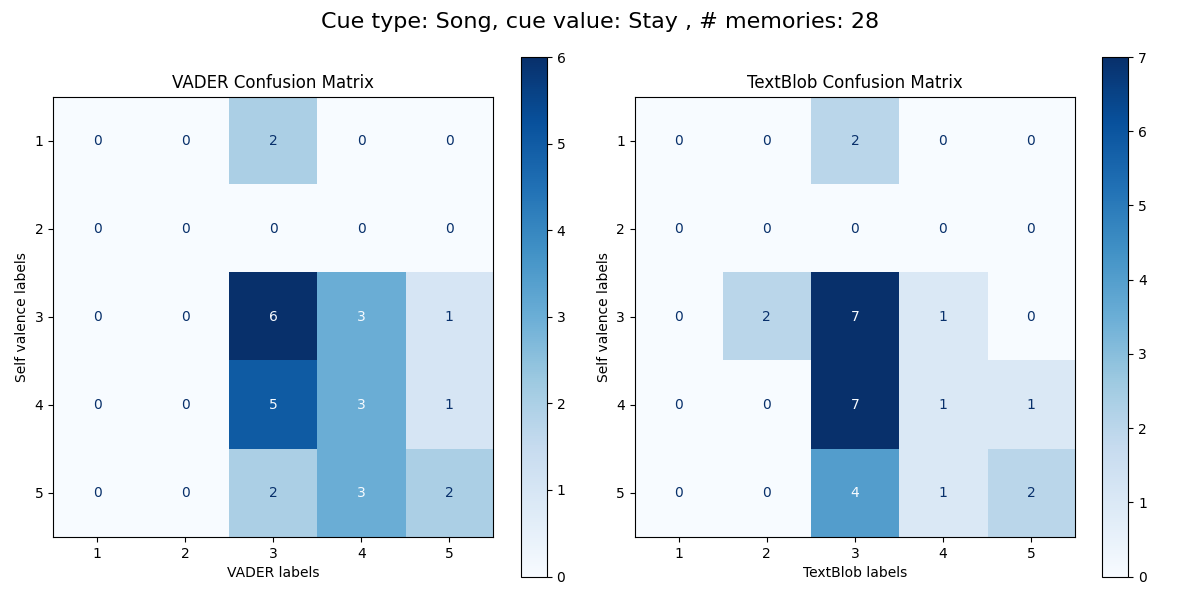 Cue type: Song, cue value: Stay , # memories: 28
VADER Confusion Matrix
Self valence labels
1 0 0 2 0 0
2 0 0 0 0 0
3 0 0 6 3 1
4 0 0 5 3 1
5 0 0 2 3 2
1 2 3 4 5
VADER labels
6
5
4
3
2
1
0
TextBlob Confusion Matrix
Self valence labels
1 0 0 2 0 0
2 0 0 0 0 0
3 0 2 7 1 0
4 0 0 7 1 1
5 0 0 4 1 2
1 2 3 4 5
TextBlob labels
7
6
5
4
3
2
1
0